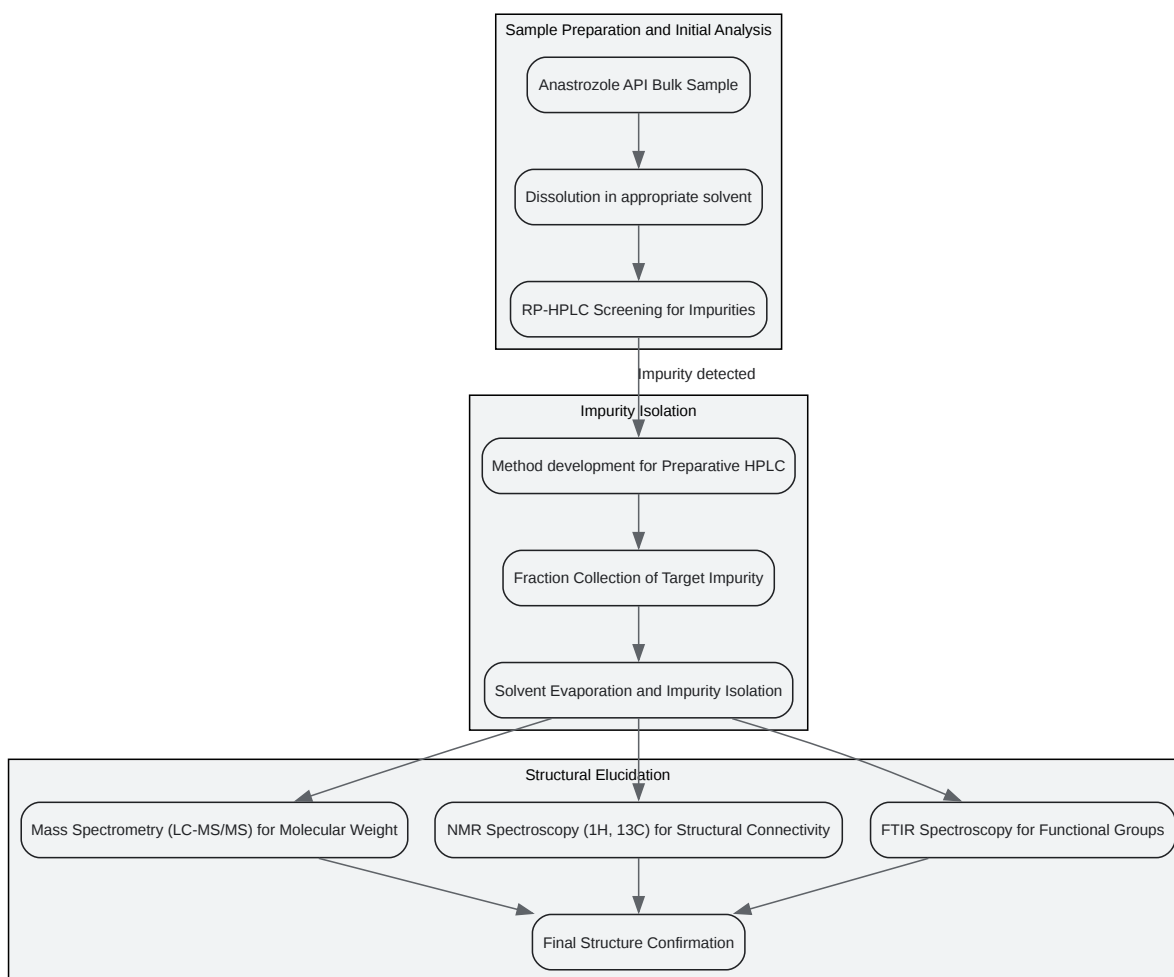 Sample Preparation and Initial Analysis
Anastrozole API Bulk Sample
Dissolution in appropriate solvent
RP-HPLC Screening for Impurities
Impurity detected
Impurity Isolation
Method development for Preparative HPLC
Fraction Collection of Target Impurity
Solvent Evaporation and Impurity Isolation
Structural Elucidation
Mass Spectrometry (LC-MS/MS) for Molecular Weight
NMR Spectroscopy (1H, 13C) for Structural Connectivity
FTIR Spectroscopy for Functional Groups
Final Structure Confirmation